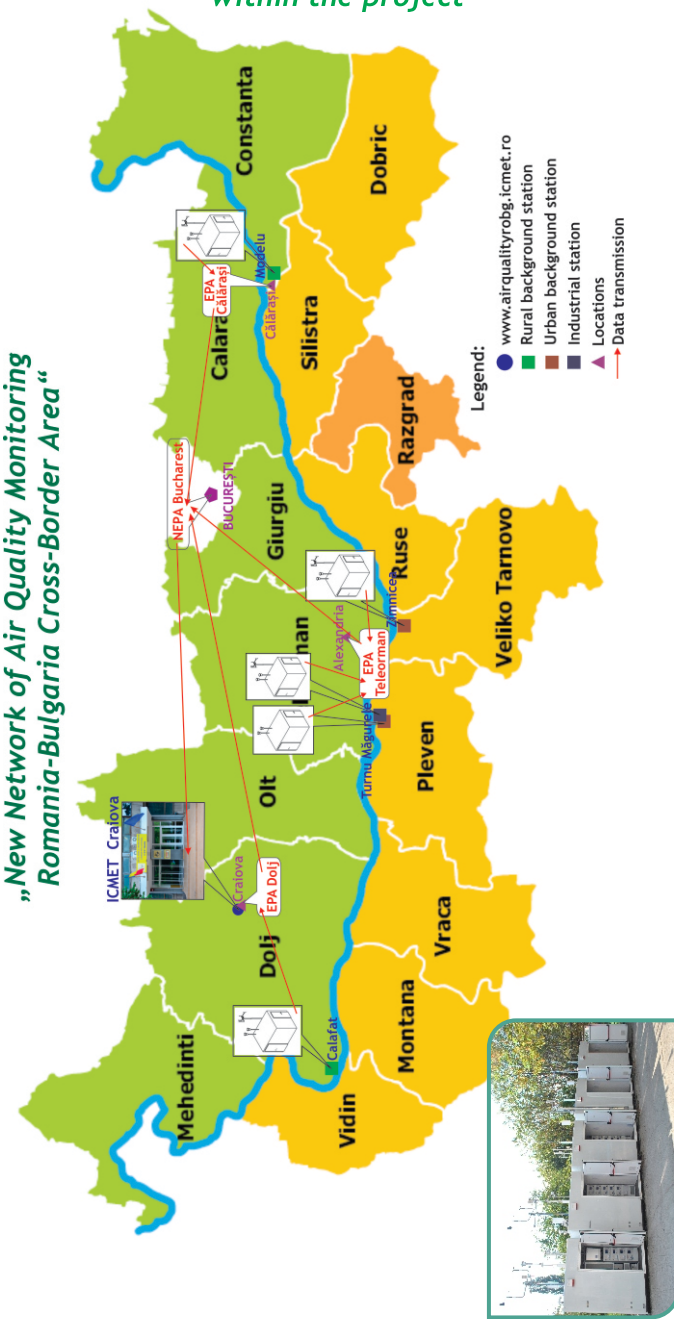 within the project
„New Network of Air Quality Monitoring
Romania-Bulgaria Cross-Border Area“
ICMET Craiova
NEPA Bucharest
BUCUREŞTI
EPA
Călărași
Modelu
Călărași
Craiova
EPA Dolj
Calafat
Turnu Măgurele
Alexandria
EPA
Teleorman
Zimnicea
Mehedinti
Dolj
Olt
man
Giurgiu
Calara
Constanta
Vidin
Montana
Vraca
Pleven
Veliko Tarnovo
Ruse
Razgrad
Silistra
Dobric
Legend:
www.airqualityrobg.icmet.ro
Rural background station
Urban background station
Industrial station
Locations
Data transmission